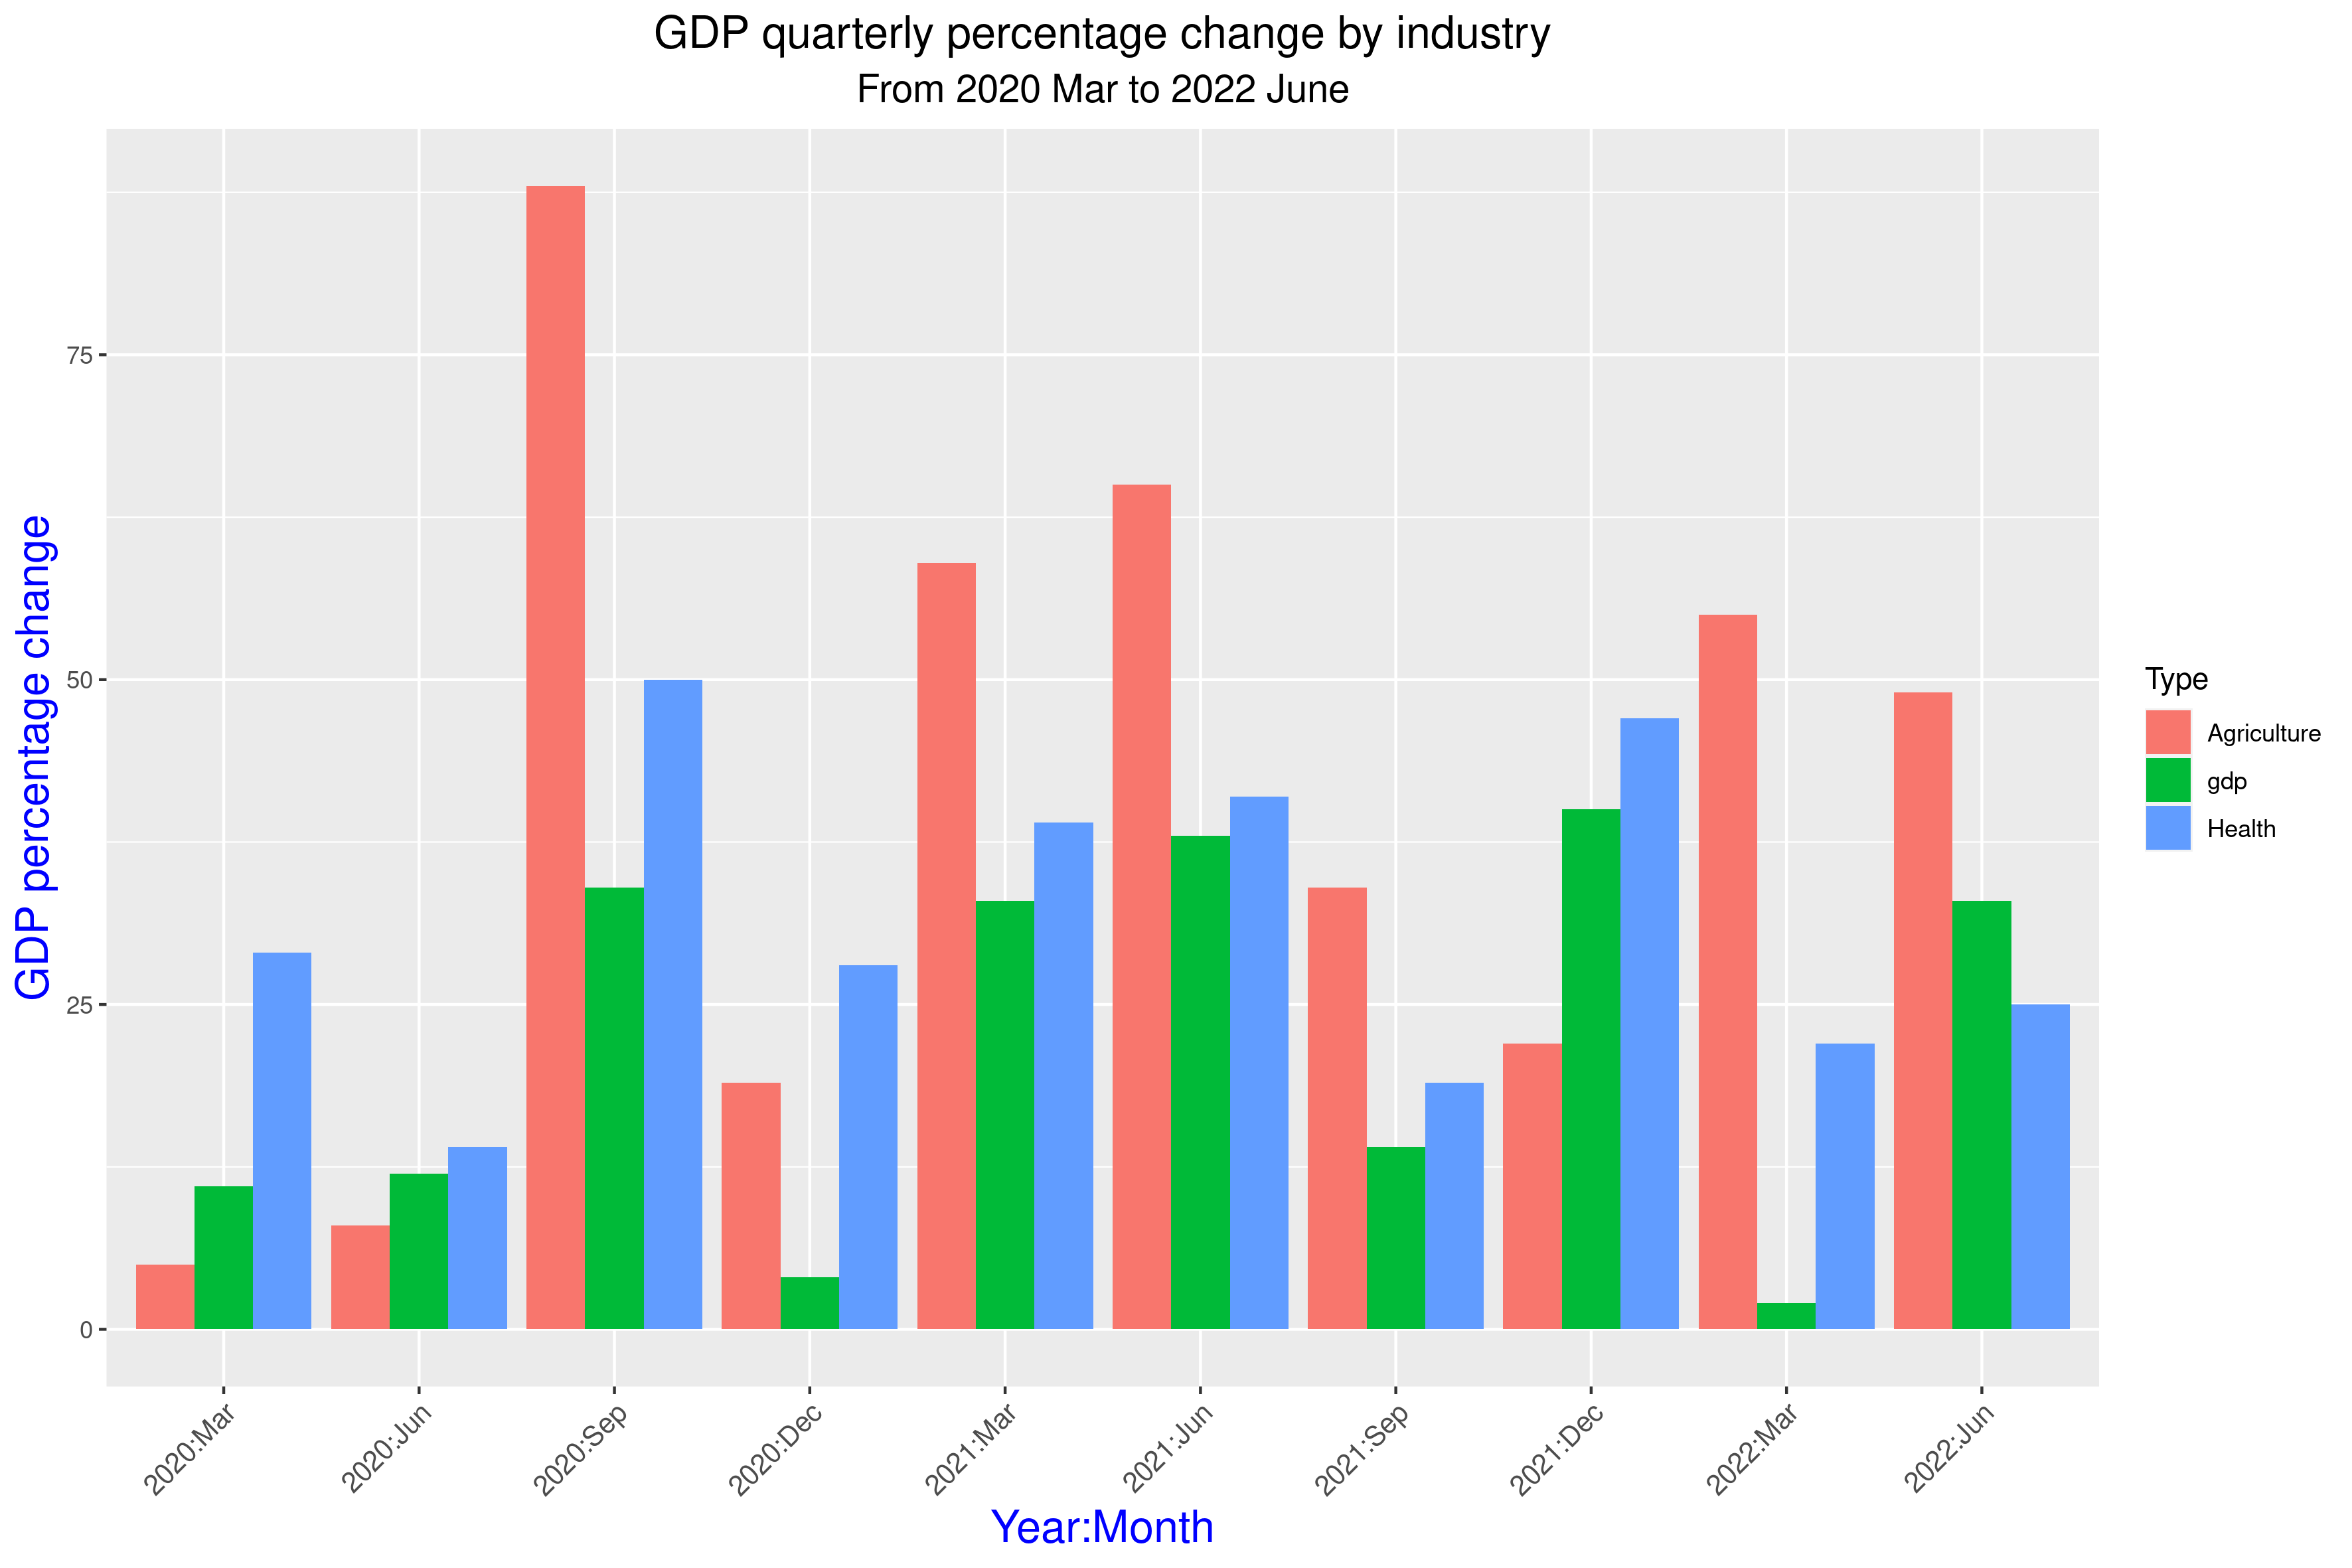 GDP quarterly percentage change by industry
From 2020 Mar to 2022 June
GDP percentage change
75
50
25
0
2020:Mar
2020:Jun
2020:Sep
2020:Dec
2021:Mar
2021:Jun
2021:Sep
2021:Dec
2022:Mar
2022:Jun
Year:Month
Type
Agriculture
gdp
Health